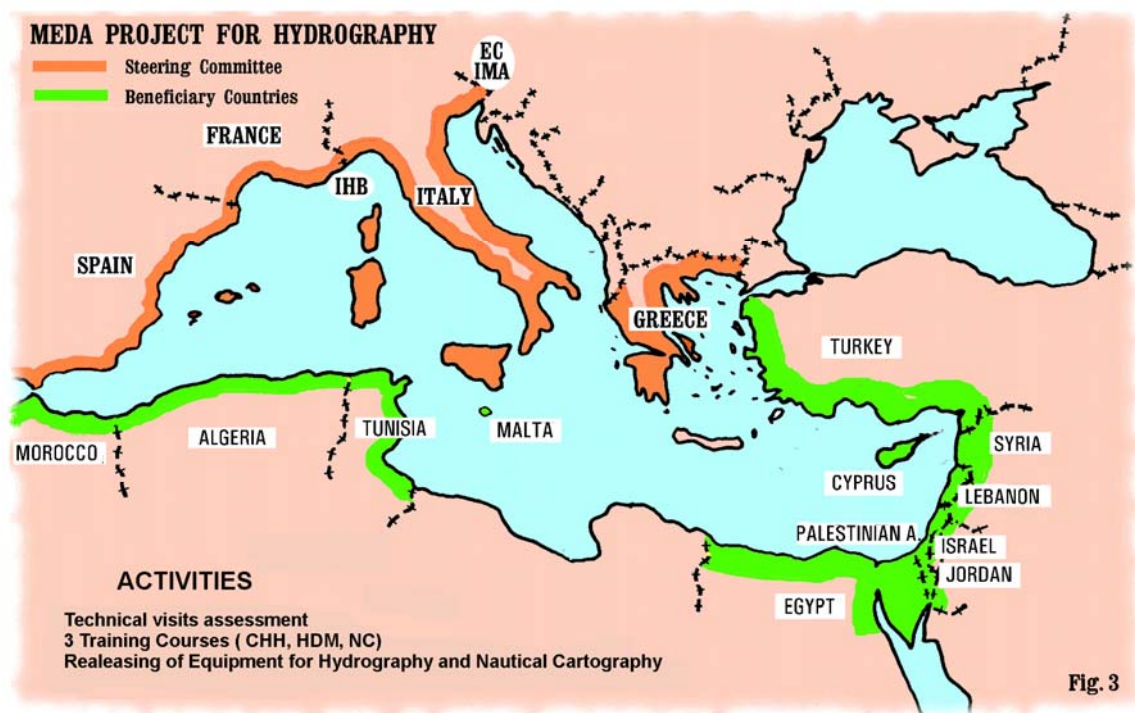 MEDA PROJECT FOR HYDROGRAPHY
Steering Committee
Beneficiary Countries
EC
IMA
FRANCE
IHB
ITALY
SPAIN
GREECE
TURKEY
MOROCCO
ALGERIA
TUNISIA
MALTA
CYPRUS
SYRIA
LEBANON
PALESTINIAN A.
ISRAEL
JORDAN
EGYPT
ACTIVITIES
Technical visits assessment
3 Training Courses ( CHH, HDM, NC)
Realeasing of Equipment for Hydrography and Nautical Cartography
Fig. 3